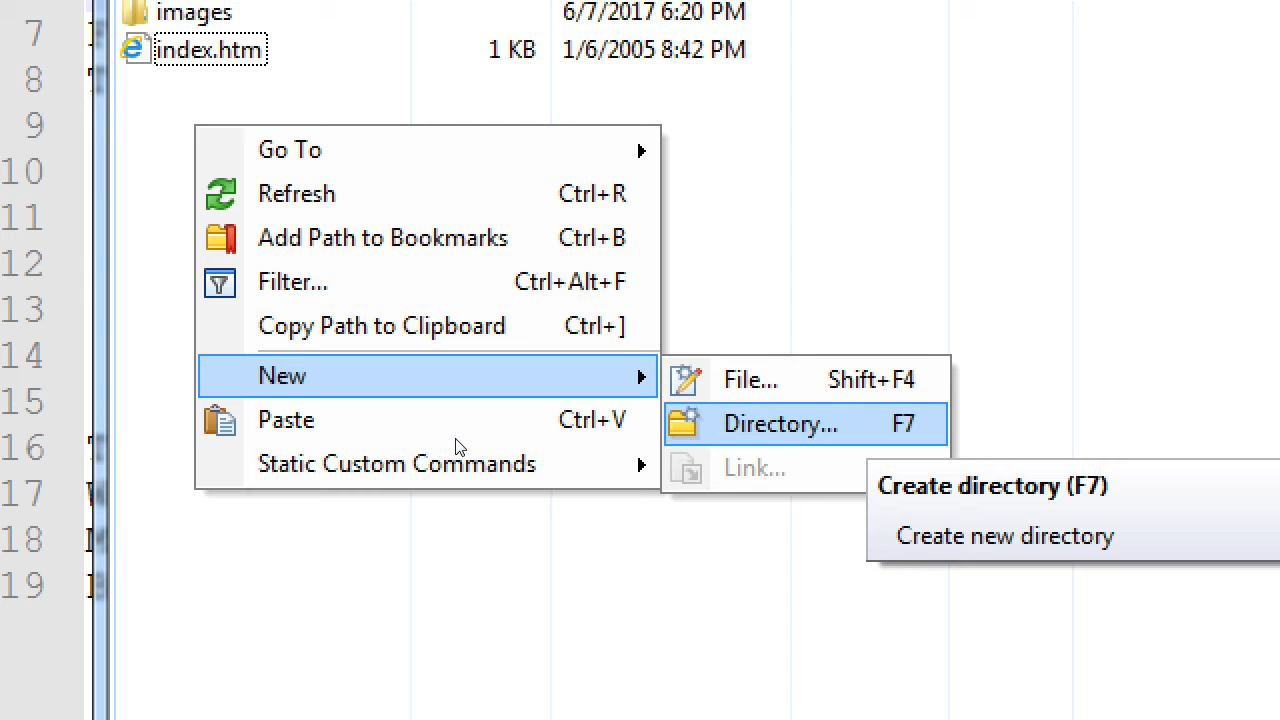 7
images 6/7/2017 6:20 PM
index.htm 1 KB 1/6/2005 8:42 PM
8
9
10
11
12
13
14
15
16
17
18
19
Go To
Refresh Ctrl+R
Add Path to Bookmarks Ctrl+B
Filter... Ctrl+Alt+F
Copy Path to Clipboard Ctrl+]
New
Paste Ctrl+V
Static Custom Commands
File... Shift+F4
Directory... F7
Link...
Create directory (F7)
Create new directory